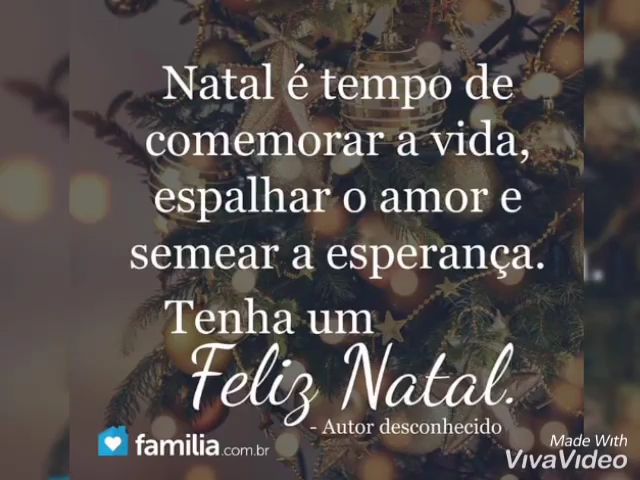 Natal é tempo de
comemorar a vida,
espalhar o amor e
semear a esperança.
Tenha um
Feliz Natal.
- Autor desconhecido
familia.com.br
Made With
VivaVideo